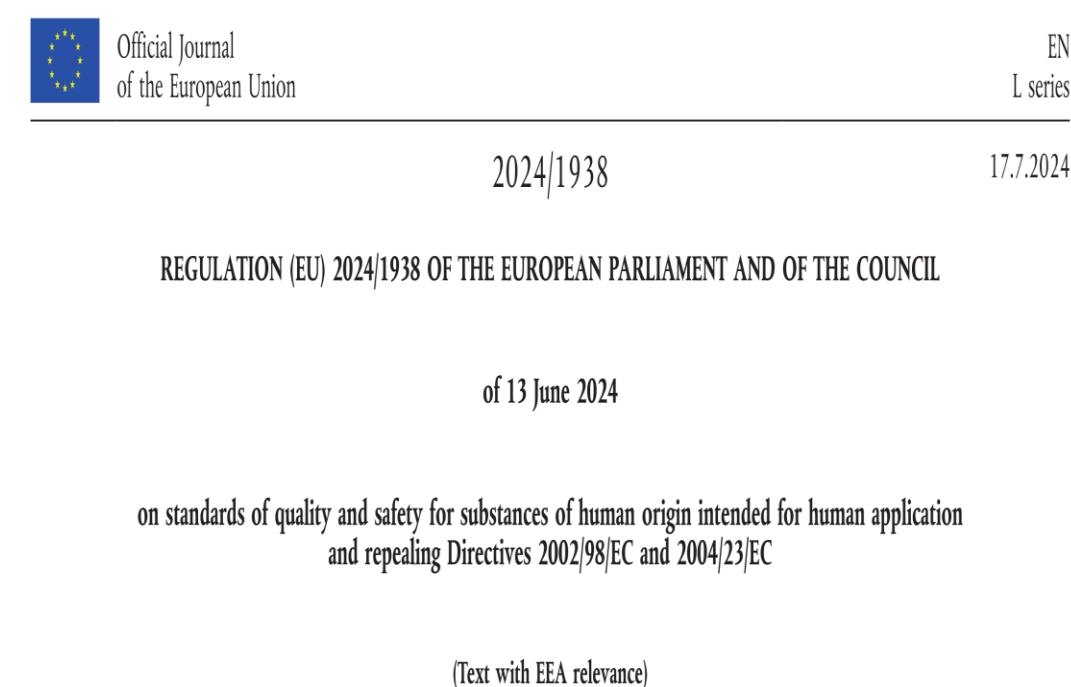 Official Journal
of the European Union
EN
L series
2024/1938
17.7.2024
REGULATION (EU) 2024/1938 OF THE EUROPEAN PARLIAMENT AND OF THE COUNCIL
of 13 June 2024
on standards of quality and safety for substances of human origin intended for human application
and repealing Directives 2002/98/EC and 2004/23/EC
(Text with EEA relevance)